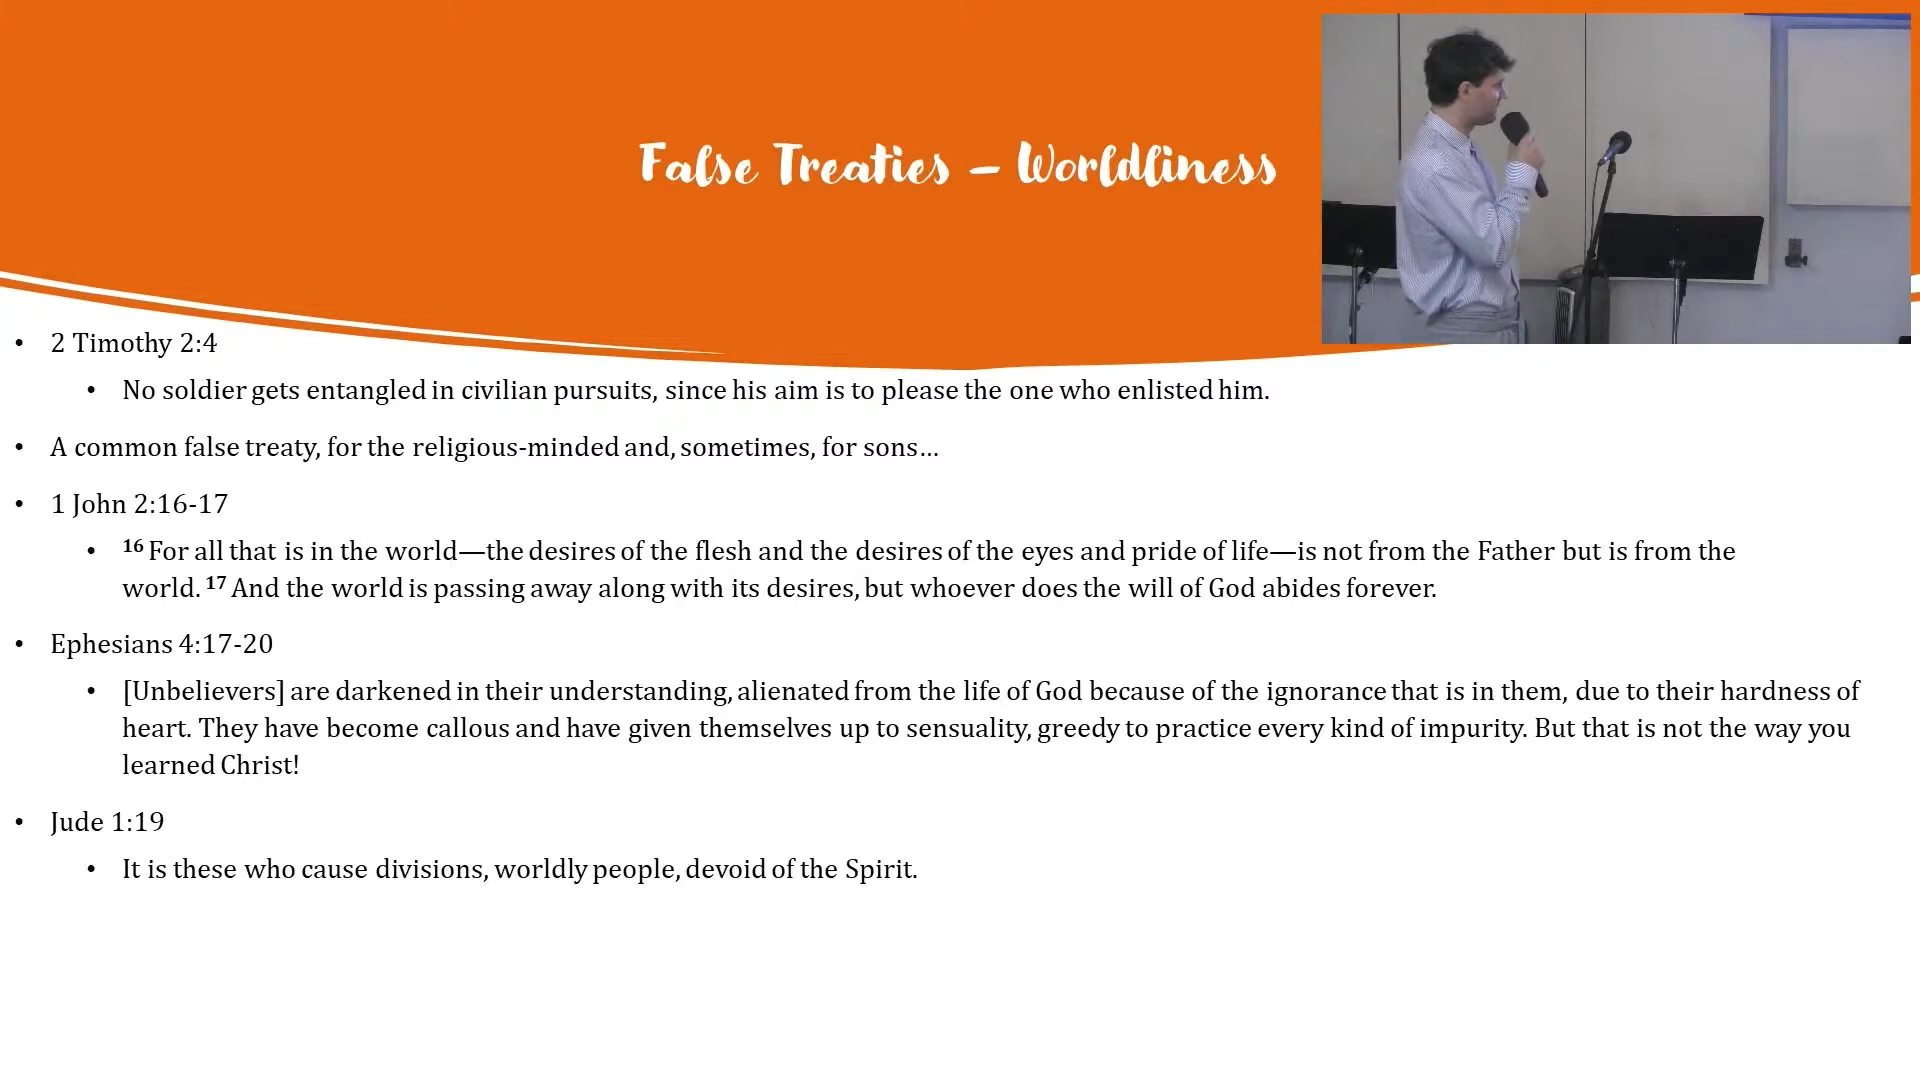 False Treaties – Worldliness
• 2 Timothy 2:4
• No soldier gets entangled in civilian pursuits, since his aim is to please the one who enlisted him.
• A common false treaty, for the religious-minded and, sometimes, for sons…
• 1 John 2:16-17
• 16 For all that is in the world—the desires of the flesh and the desires of the eyes and pride of life—is not from the Father but is from the
world. 17 And the world is passing away along with its desires, but whoever does the will of God abides forever.
• Ephesians 4:17-20
• [Unbelievers] are darkened in their understanding, alienated from the life of God because of the ignorance that is in them, due to their hardness of
heart. They have become callous and have given themselves up to sensuality, greedy to practice every kind of impurity. But that is not the way you
learned Christ!
• Jude 1:19
• It is these who cause divisions, worldly people, devoid of the Spirit.